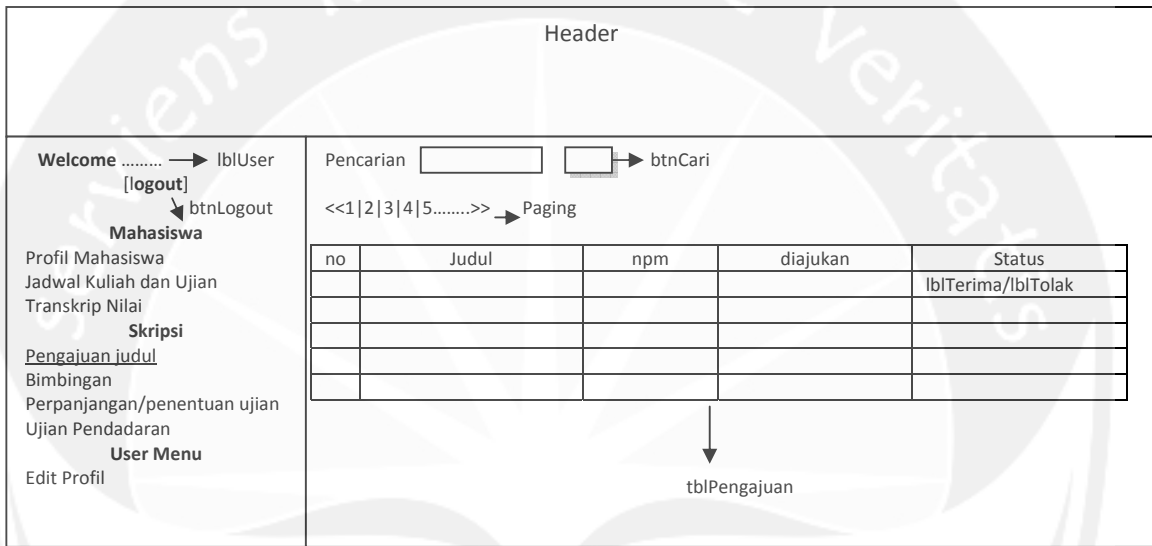 Header
Welcome ......... lblUser
[logout]
btnLogout
Mahasiswa
Profil Mahasiswa
Jadwal Kuliah dan Ujian
Transkrip Nilai
Skripsi
Pengajuan judul
Bimbingan
Perpanjangan/penentuan ujian
Ujian Pendadaran
User Menu
Edit Profil
Pencarian btnCari
<<1|2|3|4|5........>> Paging
no Judul npm diajukan Status
lblTerima/lblTolak
tblPengajuan
serviens
veritatis